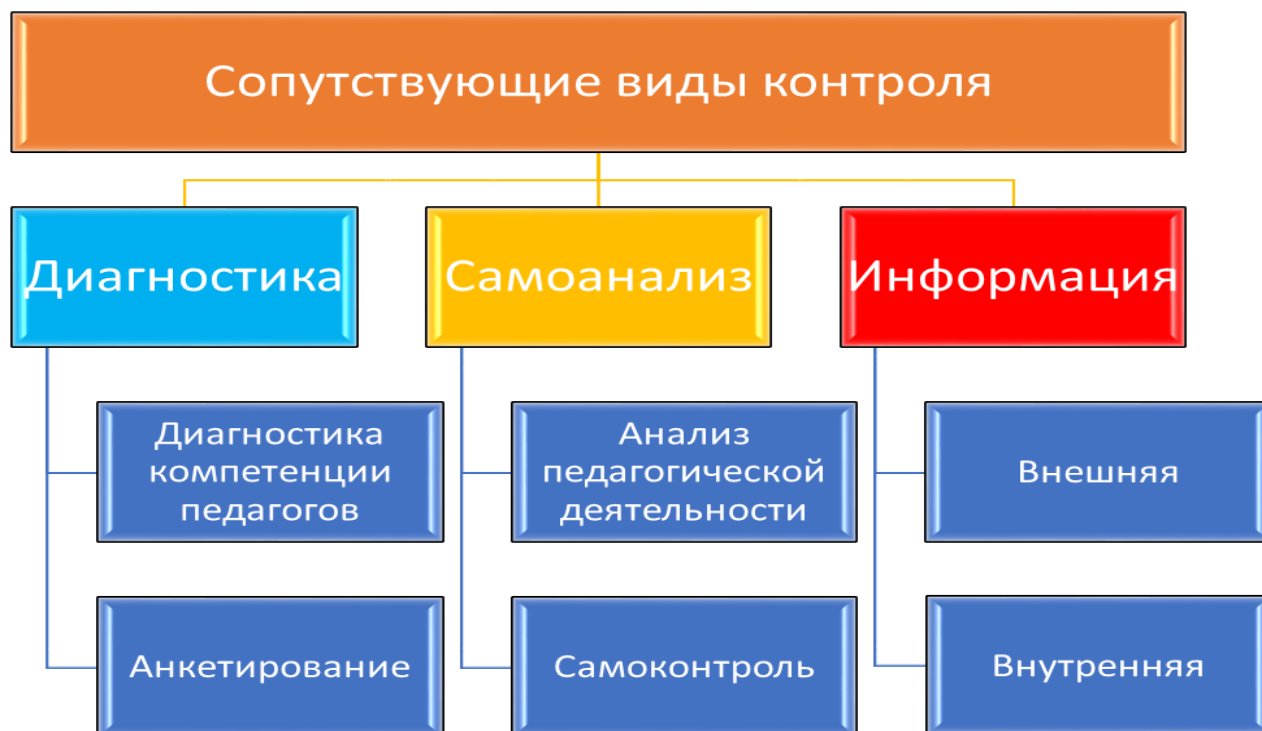 Сопутствующие виды контроля
Диагностика
Самоанализ
Информация
Диагностика
компетенции
педагогов
Анализ
педагогической
деятельности
Внешняя
Анкетирование
Самоконтроль
Внутренняя